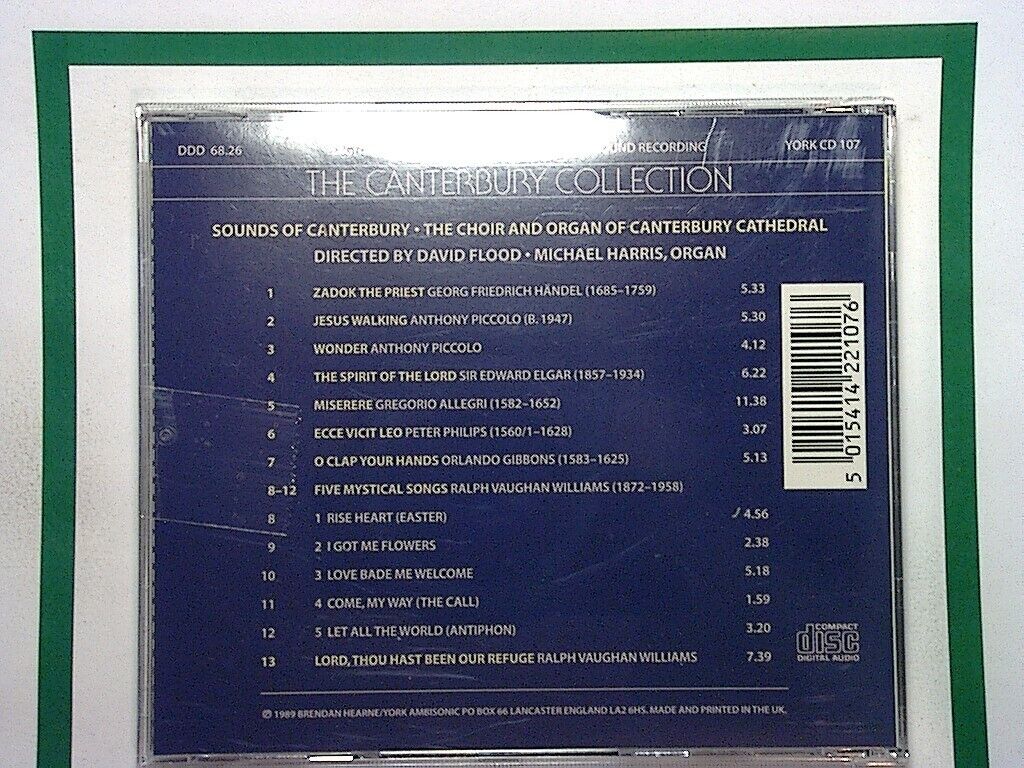 DDD 68.26
SOUND RECORDING
YORK CD 107
THE CANTERBURY COLLECTION
SOUNDS OF CANTERBURY • THE CHOIR AND ORGAN OF CANTERBURY CATHEDRAL
DIRECTED BY DAVID FLOOD • MICHAEL HARRIS, ORGAN
1 ZADOK THE PRIEST GEORG FRIEDRICH HÄNDEL (1685–1759) 5.33
2 JESUS WALKING ANTHONY PICCOLO (B. 1947) 5.30
3 WONDER ANTHONY PICCOLO 4.12
4 THE SPIRIT OF THE LORD SIR EDWARD ELGAR (1857–1934) 6.22
5 MISERERE GREGORIO ALLEGRI (1582–1652) 11.38
6 ECCE VICIT LEO PETER PHILIPS (1560/1–1628) 3.07
7 O CLAP YOUR HANDS ORLANDO GIBBONS (1583–1625) 5.13
8–12 FIVE MYSTICAL SONGS RALPH VAUGHAN WILLIAMS (1872–1958)
8 1 RISE HEART (EASTER) 4.56
9 2 I GOT ME FLOWERS 2.38
10 3 LOVE BADE ME WELCOME 5.18
11 4 COME, MY WAY (THE CALL) 1.59
12 5 LET ALL THE WORLD (ANTIPHON) 3.20
13 LORD, THOU HAST BEEN OUR REFUGE RALPH VAUGHAN WILLIAMS 7.39
5 015414 221076
COMPACT
disc
DIGITAL AUDIO
℗ 1989 BRENDAN HEARNE/YORK AMBISONIC PO BOX 66 LANCASTER ENGLAND LA2 6HS. MADE AND PRINTED IN THE UK.